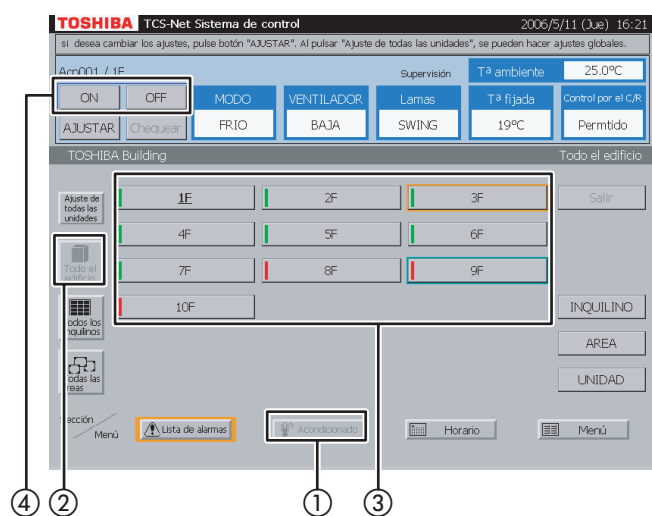 TOSHIBA TCS-Net Sistema de control 2006/5/11 (Jue) 16:21
si desea cambiar los ajustes, pulse botón "AJUSTAR". Al pulsar "Ajuste de todas las unidades", se pueden hacer ajustes globales.
Acp001 / 1F Supervisión Tª ambiente 25.0ºC
ON OFF MODO VENTILADOR Lamas Tª fijada Control por el C/R
AJUSTAR Chequear FRIO BAJA SWING 19ºC Permtido
TOSHIBA Building Todo el edificio
Ajuste de
todas las
unidades
1F 2F 3F Salir
4F 5F 6F
Todo el
edificio
7F 8F 9F
10F INQUILINO
odos los
nquilinos
AREA
odas las
reas
UNIDAD
ección
Menú
Lista de alarmas Acondicionado Horario Menú
④ ② ① ③